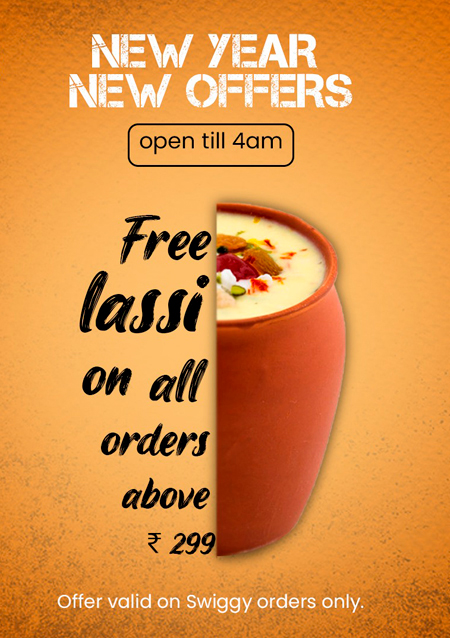 NEW YEAR
NEW OFFERS
open till 4am
Free
lassi
on all
orders
above
₹ 299
Offer valid on Swiggy orders only.